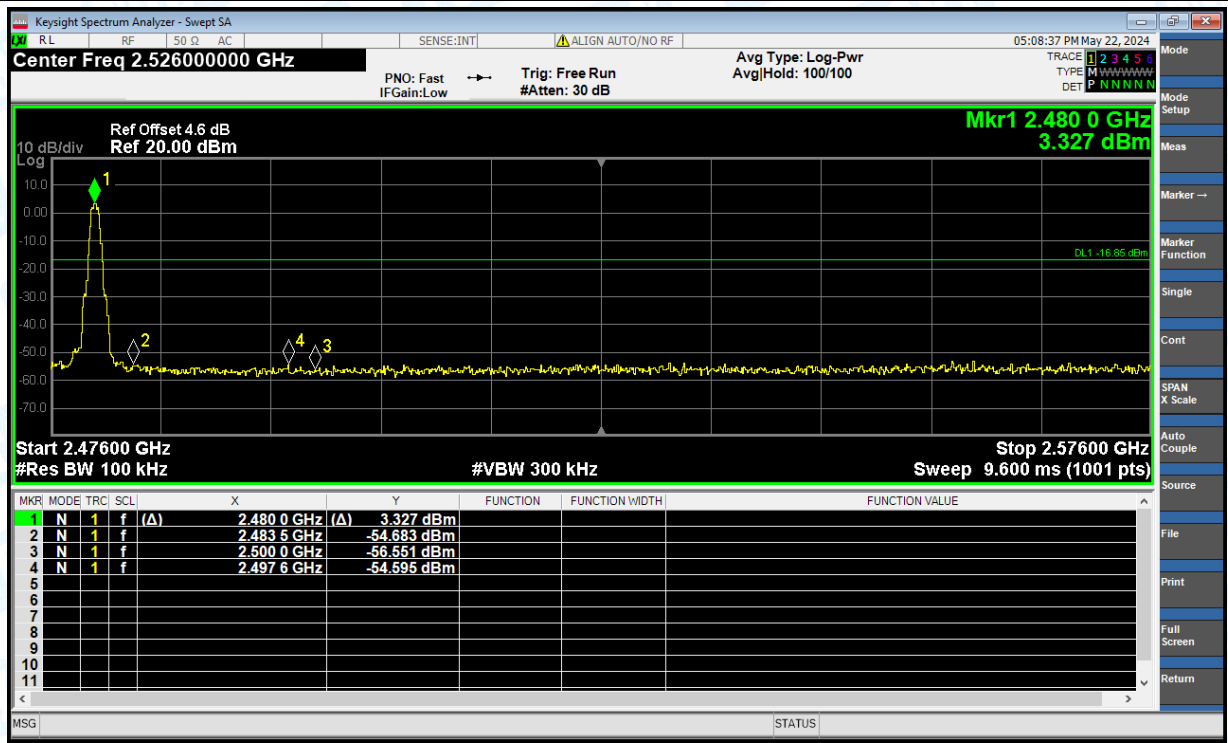 Keysight Spectrum Analyzer - Swept SA
LXI RL RF 50 Ω AC SENSE:INT ALIGN AUTO/NO RF 05:08:37 PM May 22, 2024
Center Freq 2.526000000 GHz
PNO: Fast
IFGain:Low
Trig: Free Run
#Atten: 30 dB
Avg Type: Log-Pwr
Avg|Hold: 100/100
TRACE 1 2 3 4 5 6
TYPE M W W W W W
DET P N N N N N
Mkr1 2.480 0 GHz
3.327 dBm
Ref Offset 4.6 dB
10 dB/div Ref 20.00 dBm
Log
10.0
0.00
-10.0
-20.0
-30.0
-40.0
-50.0
-60.0
-70.0
1
2
4
3
DL1 -16.85 dBm
Start 2.47600 GHz Stop 2.57600 GHz
#Res BW 100 kHz #VBW 300 kHz Sweep 9.600 ms (1001 pts)
MKR MODE TRC SCL X Y FUNCTION FUNCTION WIDTH FUNCTION VALUE
1 N 1 f (Δ) 2.480 0 GHz (Δ) 3.327 dBm
2 N 1 f 2.483 5 GHz -54.683 dBm
3 N 1 f 2.500 0 GHz -56.551 dBm
4 N 1 f 2.497 6 GHz -54.595 dBm
5
6
7
8
9
10
11
MSG STATUS
Mode
Mode
Setup
Meas
Marker →
Marker
Function
Single
Cont
SPAN
X Scale
Auto
Couple
Source
File
Print
Full
Screen
Return